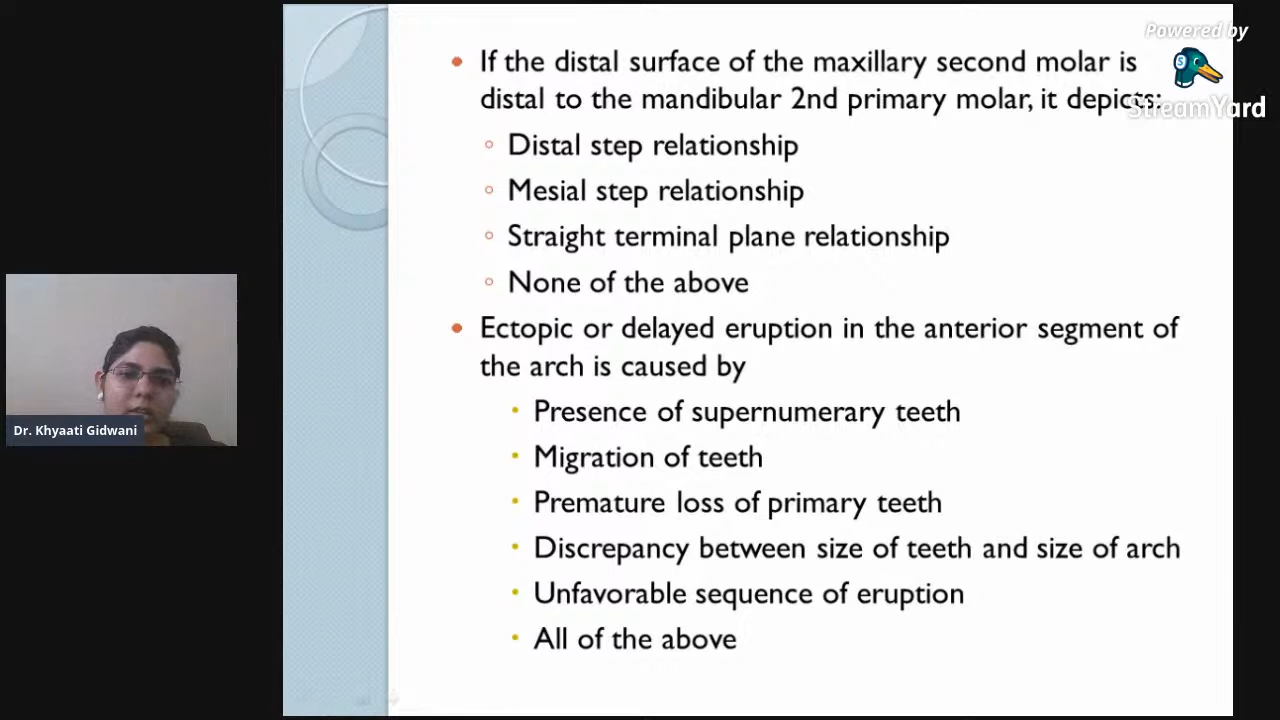 Powered by
StreamYard
If the distal surface of the maxillary second molar is
distal to the mandibular 2nd primary molar, it depicts:
Distal step relationship
Mesial step relationship
Straight terminal plane relationship
None of the above
Ectopic or delayed eruption in the anterior segment of
the arch is caused by
Presence of supernumerary teeth
Migration of teeth
Premature loss of primary teeth
Discrepancy between size of teeth and size of arch
Unfavorable sequence of eruption
All of the above
Dr. Khyaati Gidwani